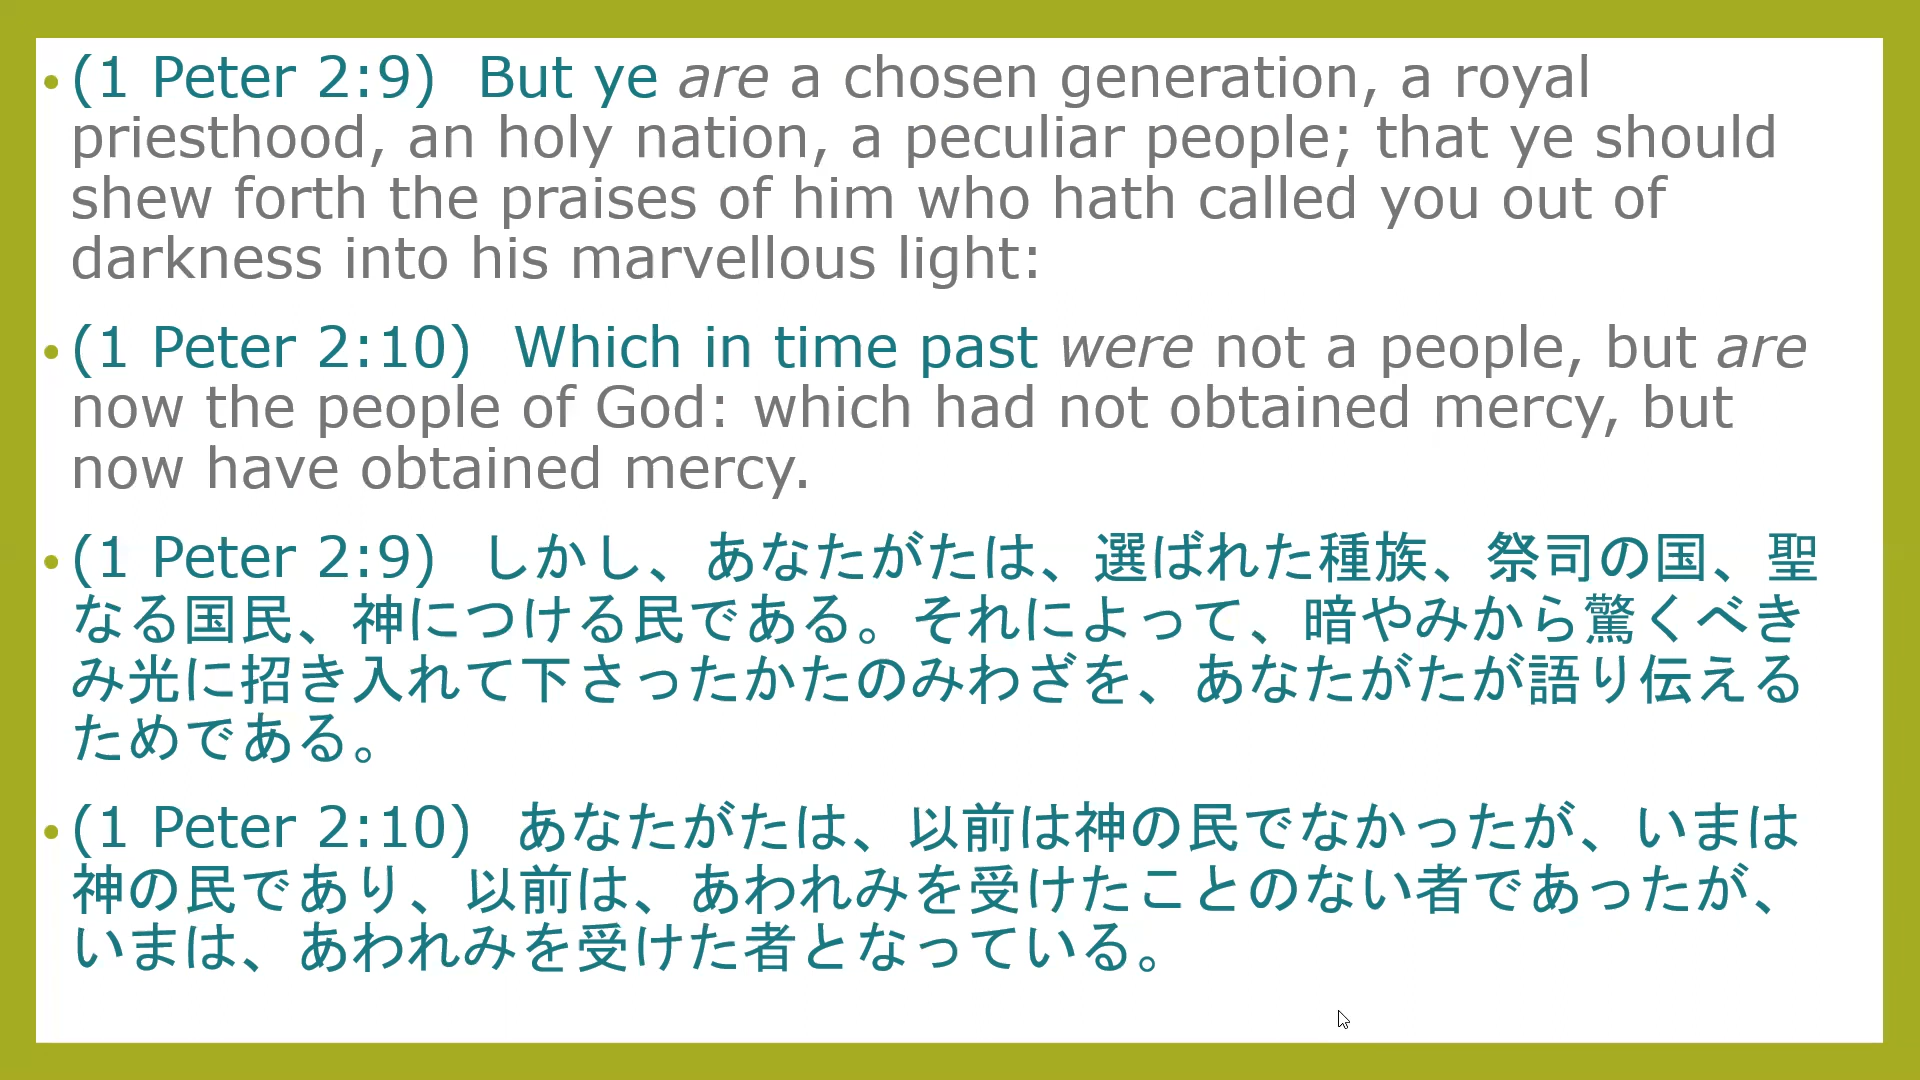 • (1 Peter 2:9)  But ye are a chosen generation, a royal
priesthood, an holy nation, a peculiar people; that ye should
shew forth the praises of him who hath called you out of
darkness into his marvellous light:
• (1 Peter 2:10)  Which in time past were not a people, but are
now the people of God: which had not obtained mercy, but
now have obtained mercy.
• (1 Peter 2:9)  しかし、あなたがたは、選ばれた種族、祭司の国、聖
なる国民、神につける民である。それによって、暗やみから驚くべき
み光に招き入れて下さったかたのみわざを、あなたがたが語り伝える
ためである。
• (1 Peter 2:10)  あなたがたは、以前は神の民でなかったが、いまは
神の民であり、以前は、あわれみを受けたことのない者であったが、
いまは、あわれみを受けた者となっている。